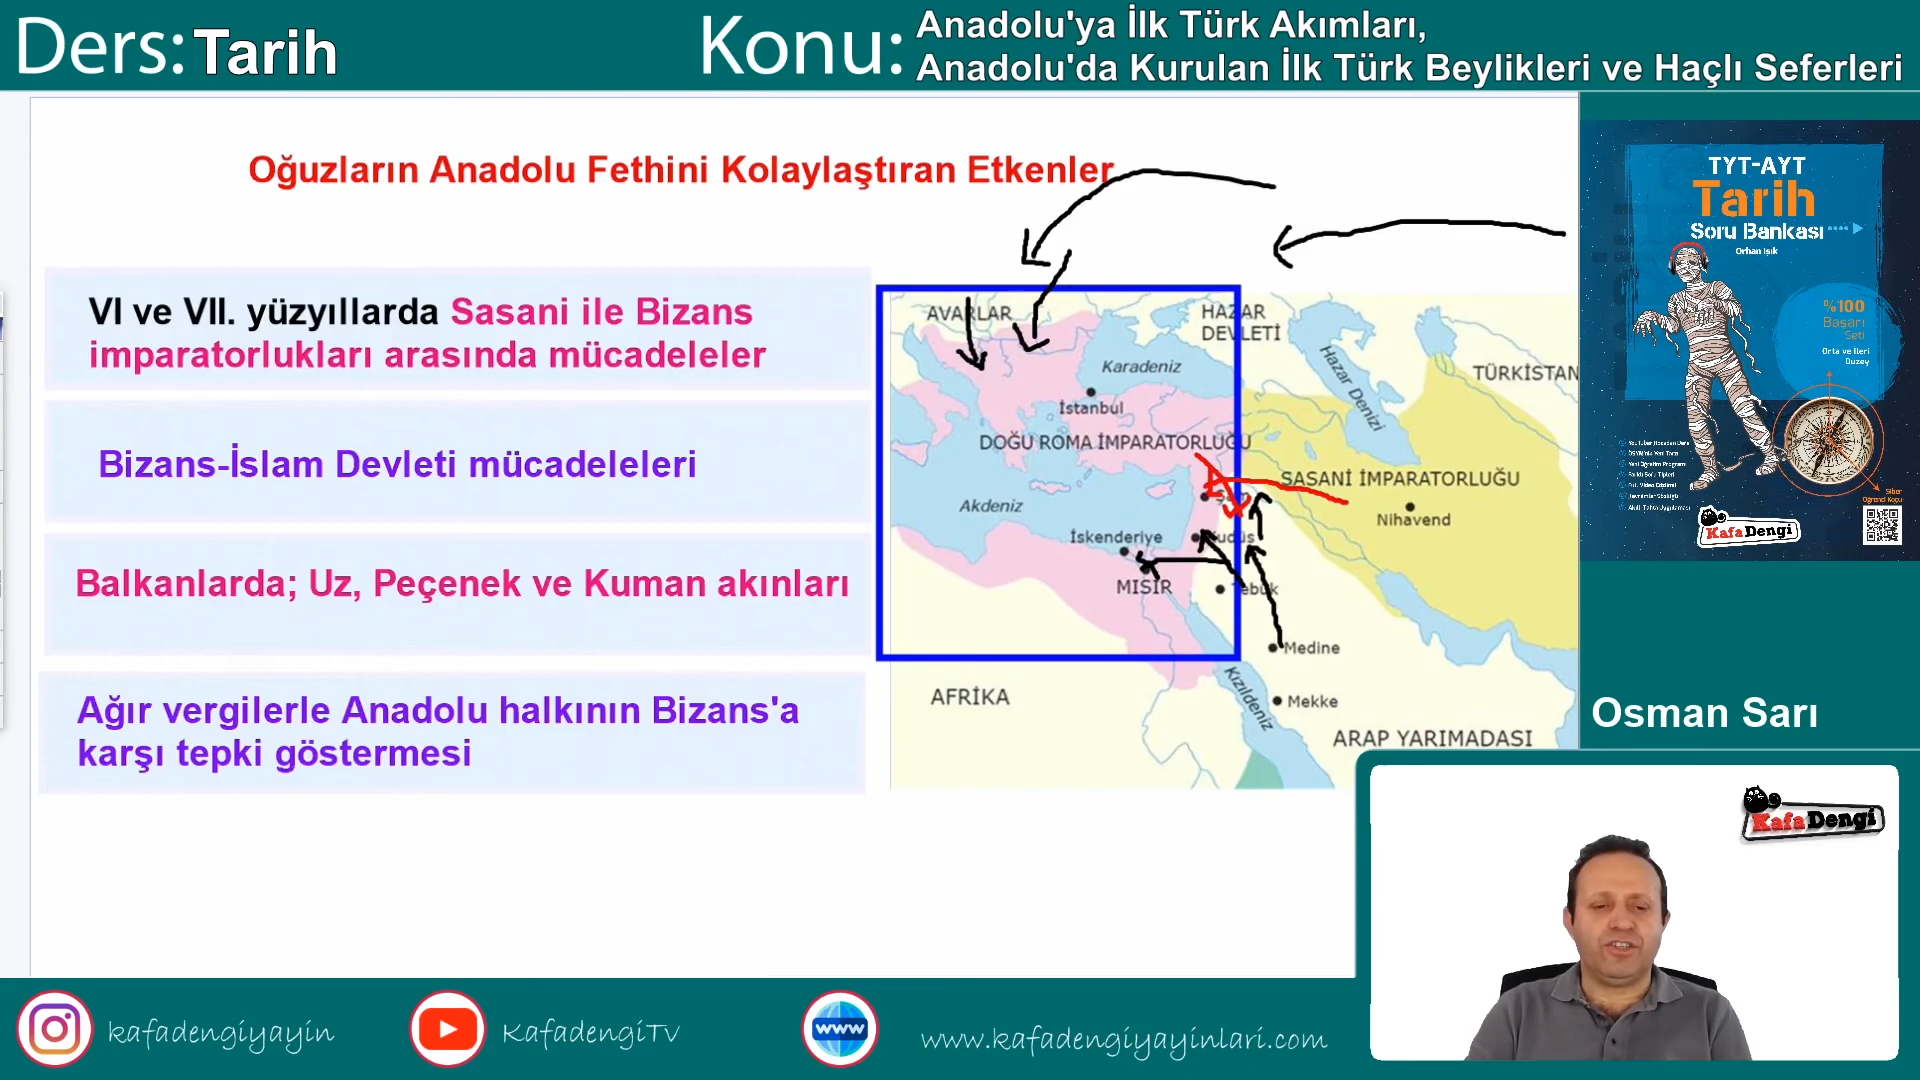 Ders: Tarih
Konu: Anadolu'ya İlk Türk Akımları,
Anadolu'da Kurulan İlk Türk Beylikleri ve Haçlı Seferleri
Oğuzların Anadolu Fethini Kolaylaştıran Etkenler
VI ve VII. yüzyıllarda Sasani ile Bizans
imparatorlukları arasında mücadeleler
Bizans-İslam Devleti mücadeleleri
Balkanlarda; Uz, Peçenek ve Kuman akınları
Ağır vergilerle Anadolu halkının Bizans'a
karşı tepki göstermesi
AVARLAR
HAZAR
DEVLETİ
Karadeniz
Hazar Denizi
TÜRKİSTAN
İstanbul
DOĞU ROMA İMPARATORLUĞU
SASANİ İMPARATORLUĞU
Şam
Nihavend
Akdeniz
İskenderiye
Kudüs
MISIR
Tebük
Medine
AFRİKA
Kızıldeniz
Mekke
ARAP YARIMADASI
TYT-AYT
Tarih
Soru Bankası
Orhan Işık
%100
Başarı
Seti
Orta ve İleri
Düzey
KafaDengi
Osman Sarı
KafaDengi
kafadengiyayin
KafadengiTv
www
www.kafadengiyayinlari.com